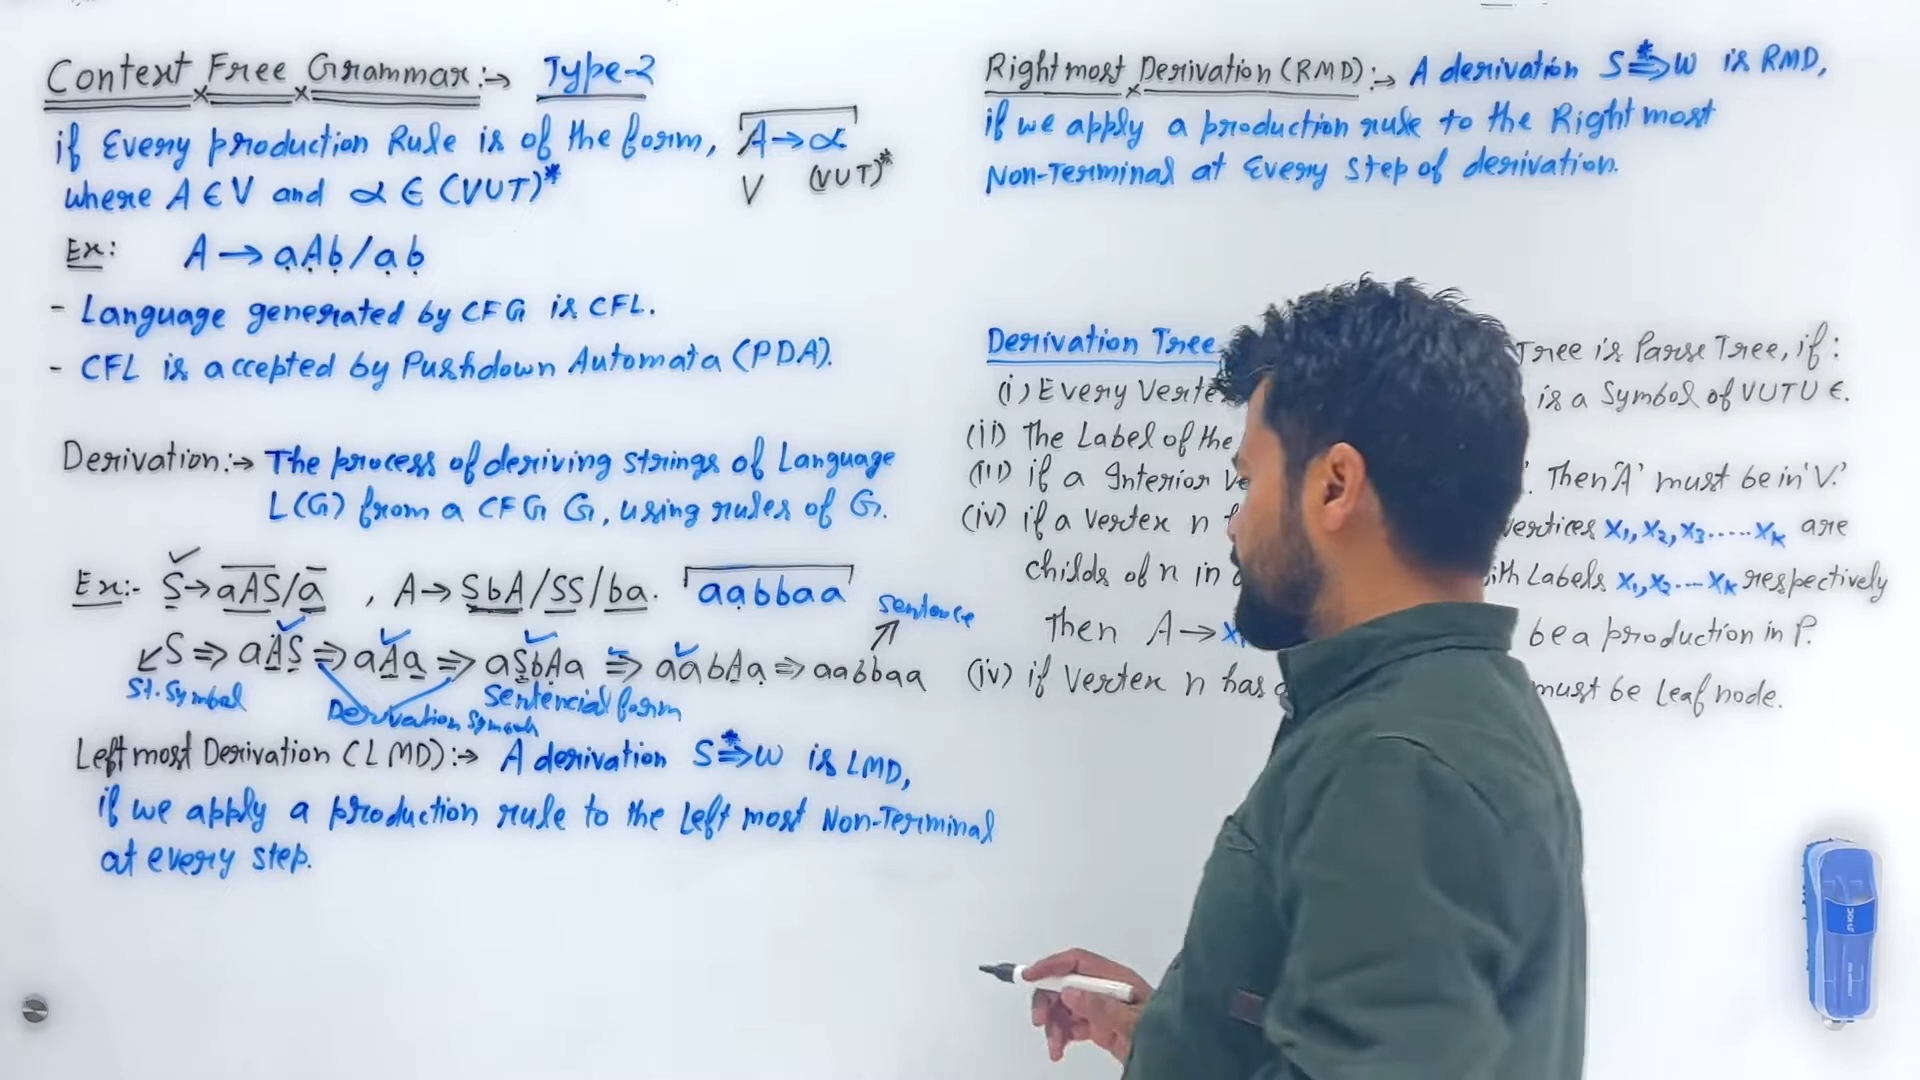 Context Free Grammar:→ Type-2
if Every production Rule is of the form, A→α
where A ∈ V and α ∈ (VUT)* V (VUT)*
Ex: A → aAb/ab
- Language generated by CFG is CFL.
- CFL is accepted by Pushdown Automata (PDA).
Derivation:→ The process of deriving strings of Language
L(G) from a CFG G, using rules of G.
Ex:- S→aAS/a , A→SbA/SS/ba. aabbaa
sentence
S⇒aAS⇒aAa⇒aSbAa⇒aabAa⇒aabbaa
St. Symbol Derivation Symbols Sentencial form
Left most Derivation (LMD):→ A derivation S⇒*W is LMD,
if we apply a production rule to the Left most Non-Terminal
at every step.
Right most Derivation (RMD):→ A derivation S⇒*W is RMD,
if we apply a production rule to the Right most
Non-Terminal at Every Step of derivation.
Derivation Tree Tree is Parse Tree, if:
(i) Every is a Symbol of VUTU ϵ.
(ii) The Label of the
(iii) if a Interior 'Then 'A' must be in 'V'.
(iv) if a Vertex n vertices X1, X2, X3.....XK are
childs of n in with Labels X1, X2...XK respectively
Then A→ be a production in P.
(iv) if Vertex n has must be Leaf node.